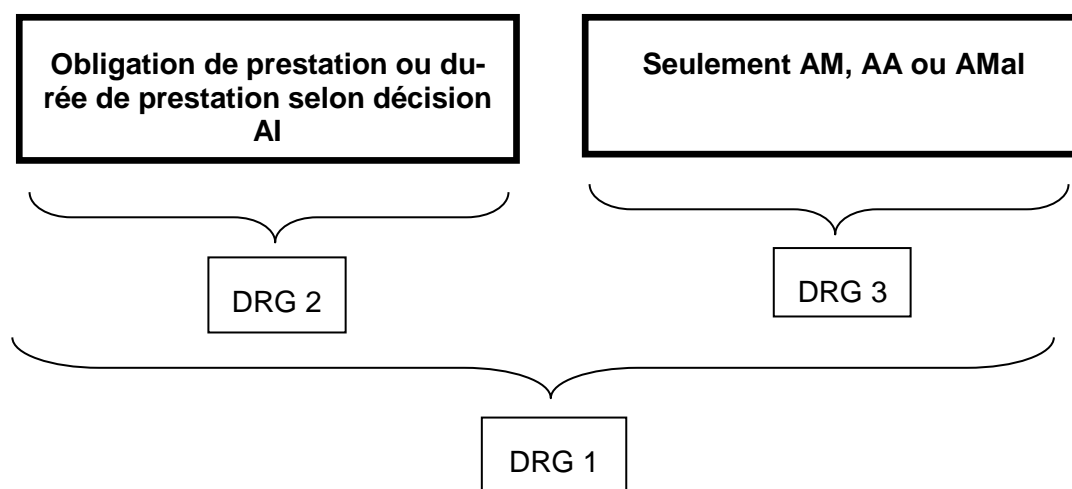 Obligation de prestation ou du-
rée de prestation selon décision
AI
Seulement AM, AA ou AMal
DRG 2
DRG 3
DRG 1